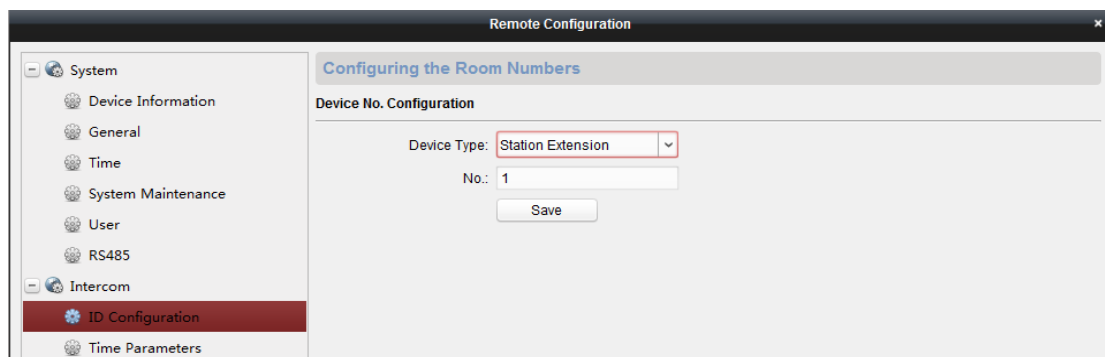 Remote Configuration
System
Device Information
General
Time
System Maintenance
User
RS485
Intercom
ID Configuration
Time Parameters
Configuring the Room Numbers
Device No. Configuration
Device Type: Station Extension
No.: 1
Save